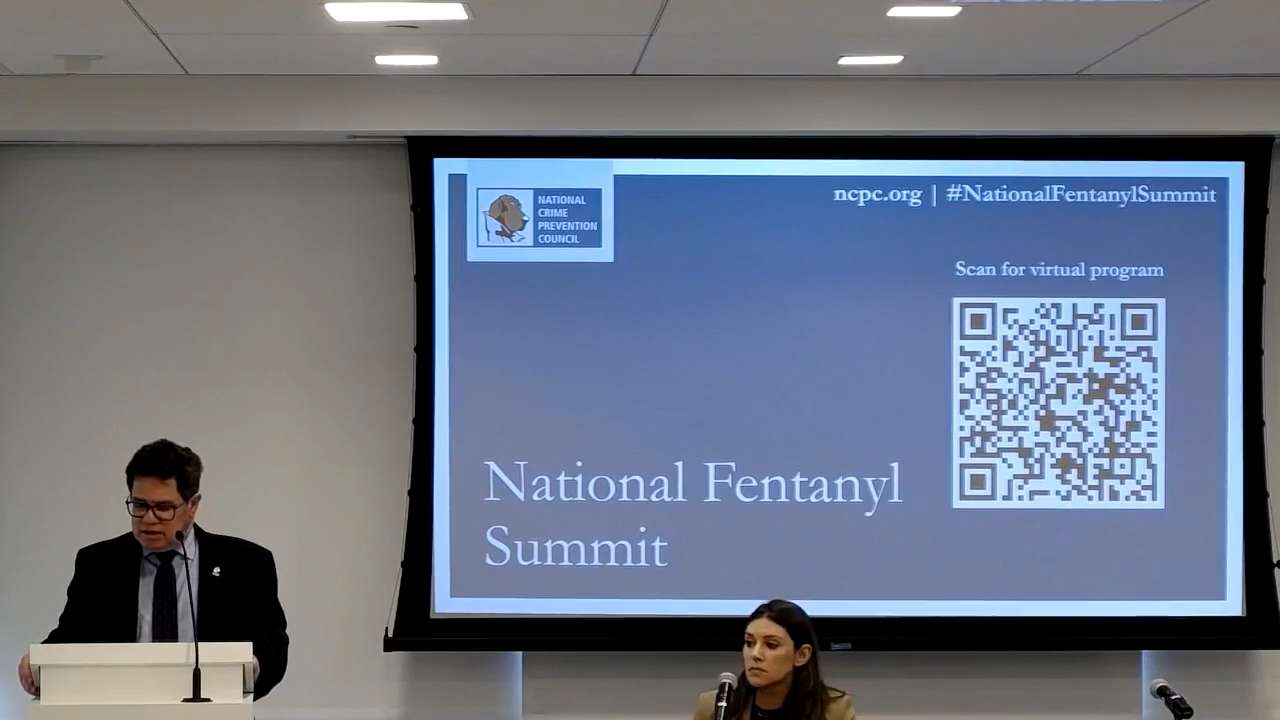 NATIONAL
CRIME
PREVENTION
COUNCIL
ncpc.org | #NationalFentanylSummit
Scan for virtual program
National Fentanyl
Summit